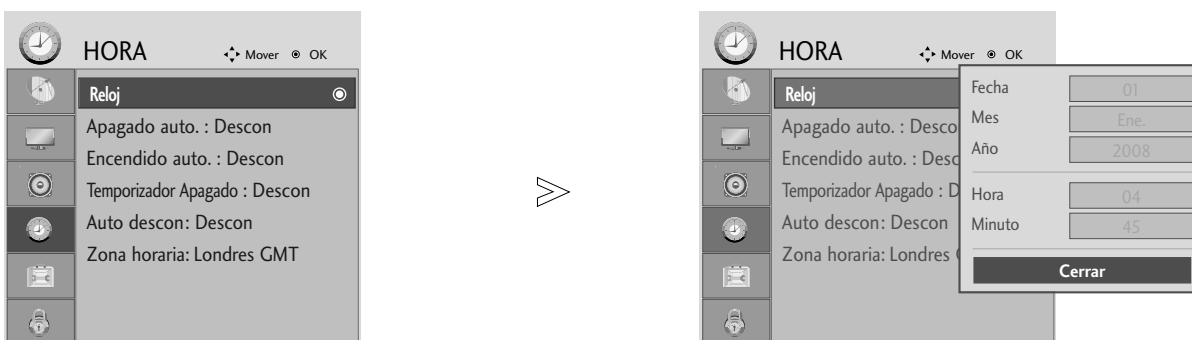 HORA
Mover
OK
Reloj
Apagado auto. : Descon
Encendido auto. : Descon
Temporizador Apagado : Descon
Auto descon: Descon
Zona horaria: Londres GMT
HORA
Mover
OK
Reloj
Apagado auto. : Desco
Encendido auto. : Desc
Temporizador Apagado : D
Auto descon: Descon
Zona horaria: Londres
Fecha 01
Mes Ene.
Año 2008
Hora 04
Minuto 45
Cerrar